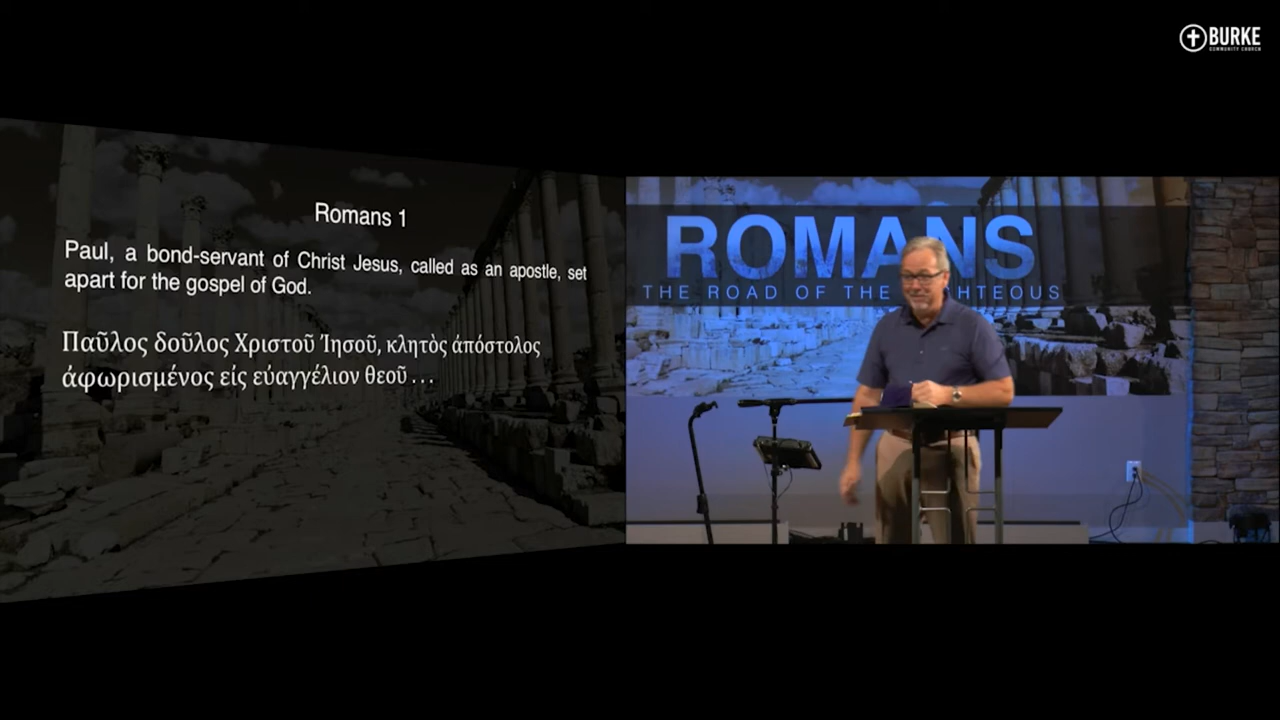 BURKE
COMMUNITY CHURCH
Romans 1
Paul, a bond-servant of Christ Jesus, called as an apostle, set
apart for the gospel of God.
Παῦλος δοῦλος Χριστοῦ Ἰησοῦ, κλητὸς ἀπόστολος
ἀφωρισμένος εἰς εὐαγγέλιον θεοῦ . . .
ROMANS
THE ROAD OF THE HTEOUS